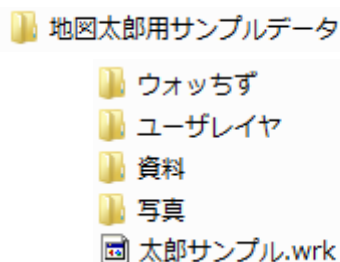 地図太郎用サンプルデータ
ウォッちず
ユーザレイヤ
資料
写真
太郎サンプル.wrk